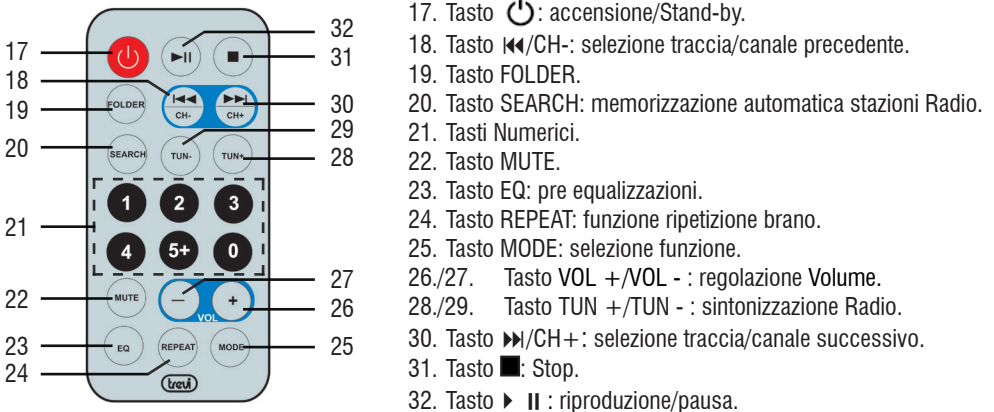 17
18
19
20
21
22
23
24
32
31
30
29
28
27
26
25
FOLDER
CH-
CH+
SEARCH
TUN-
TUN+
1
2
3
4
5+
0
MUTE
—
+
VOL
EQ
REPEAT
MODE
trevi
17. Tasto ⏻: accensione/Stand-by.
18. Tasto ⏮/CH-: selezione traccia/canale precedente.
19. Tasto FOLDER.
20. Tasto SEARCH: memorizzazione automatica stazioni Radio.
21. Tasti Numerici.
22. Tasto MUTE.
23. Tasto EQ: pre equalizzazioni.
24. Tasto REPEAT: funzione ripetizione brano.
25. Tasto MODE: selezione funzione.
26./27. Tasto VOL +/VOL - : regolazione Volume.
28./29. Tasto TUN +/TUN - : sintonizzazione Radio.
30. Tasto ⏭/CH+: selezione traccia/canale successivo.
31. Tasto ■: Stop.
32. Tasto ▶ II : riproduzione/pausa.